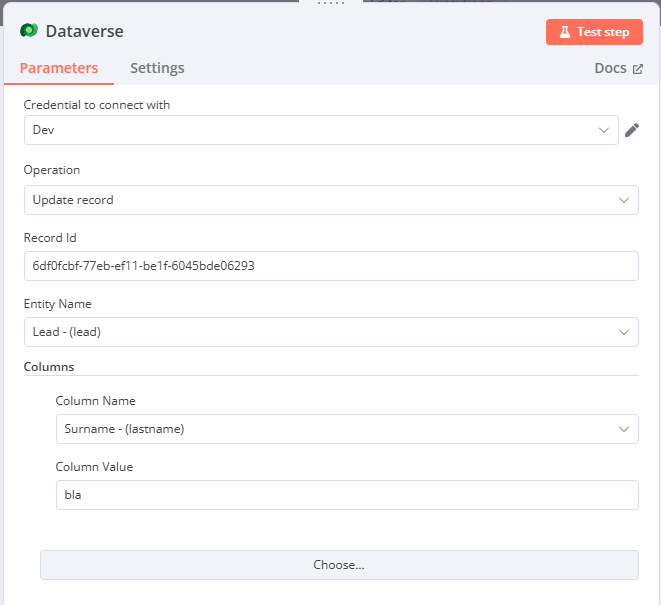 Dataverse
Test step
Parameters
Settings
Docs
Credential to connect with
Dev
Operation
Update record
Record Id
6df0fcbf-77eb-ef11-be1f-6045bde06293
Entity Name
Lead - (lead)
Columns
Column Name
Surname - (lastname)
Column Value
bla
Choose...